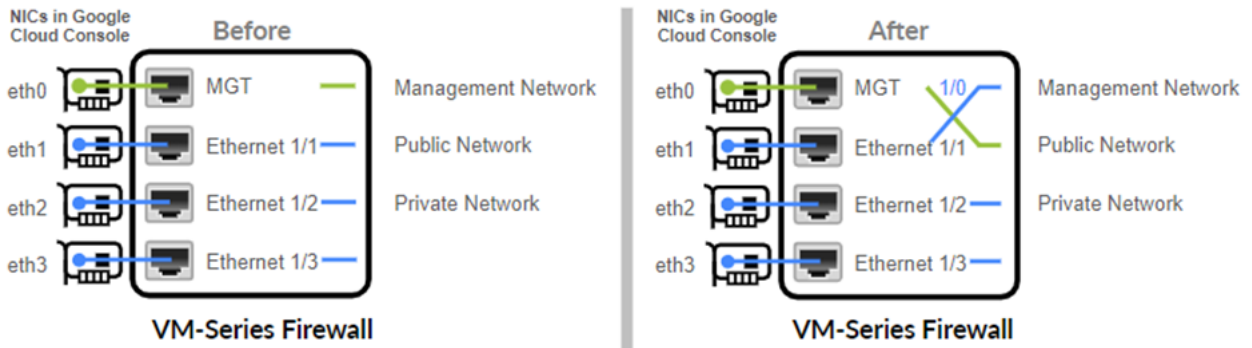 NICs in Google
Cloud Console
Before
eth0
MGT
Management Network
eth1
Ethernet 1/1
Public Network
eth2
Ethernet 1/2
Private Network
eth3
Ethernet 1/3
VM-Series Firewall
NICs in Google
Cloud Console
After
eth0
MGT
1/0
Management Network
eth1
Ethernet 1/1
Public Network
eth2
Ethernet 1/2
Private Network
eth3
Ethernet 1/3
VM-Series Firewall